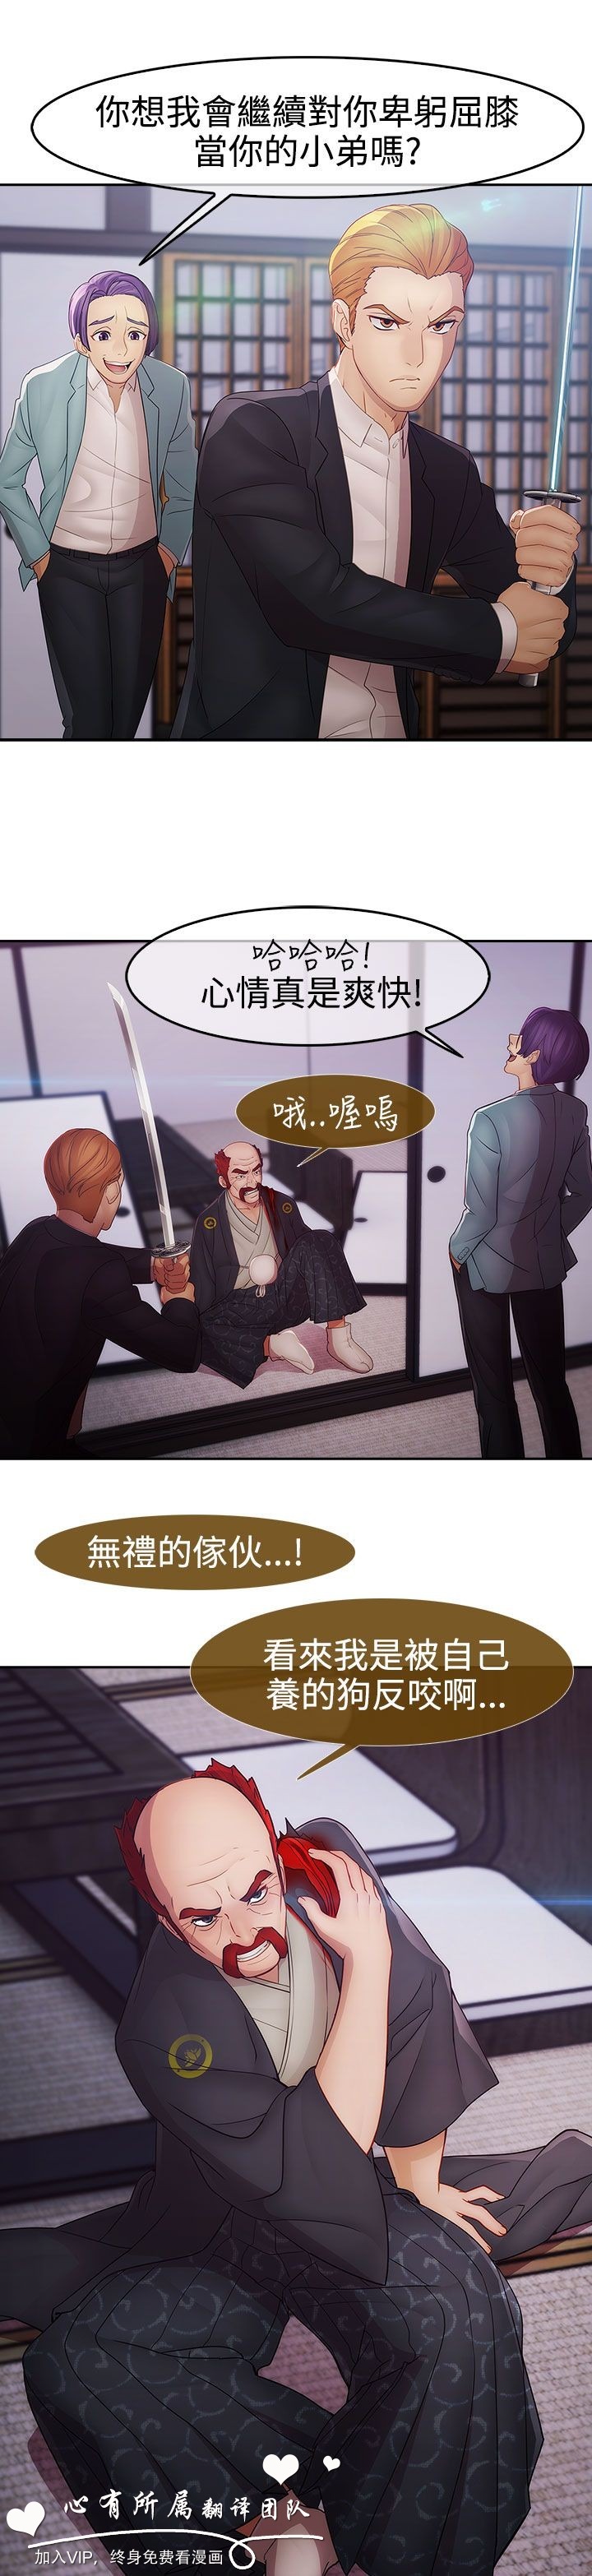 你想我會繼續對你卑躬屈膝
當你的小弟嗎?
哈哈哈!
心情真是爽快!
哦..喔嗚
無禮的傢伙...!
看來我是被自己
養的狗反咬啊...
心有所属翻译团队
加入VIP，终身免费看漫画